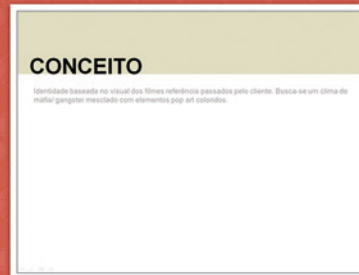 CONCEITO
Identidade baseada no visual dos filmes referência passados pelo cliente. Busca-se um clima de
máfia/ gangster mesclado com elementos pop art coloridos.